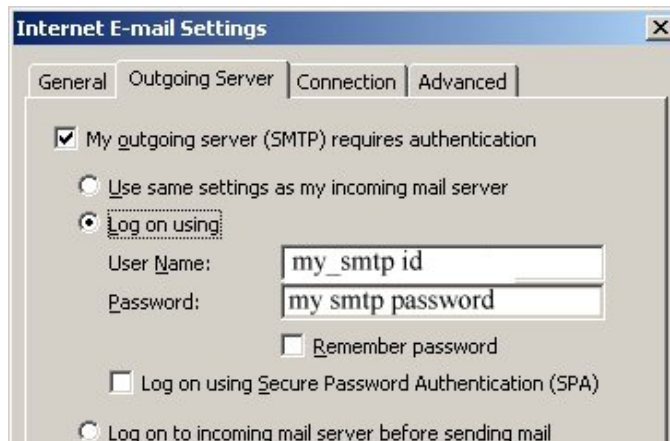 Internet E-mail Settings
General Outgoing Server Connection Advanced
My outgoing server (SMTP) requires authentication
Use same settings as my incoming mail server
Log on using
User Name: my_smtp id
Password: my smtp password
Remember password
Log on using Secure Password Authentication (SPA)
Log on to incoming mail server before sending mail